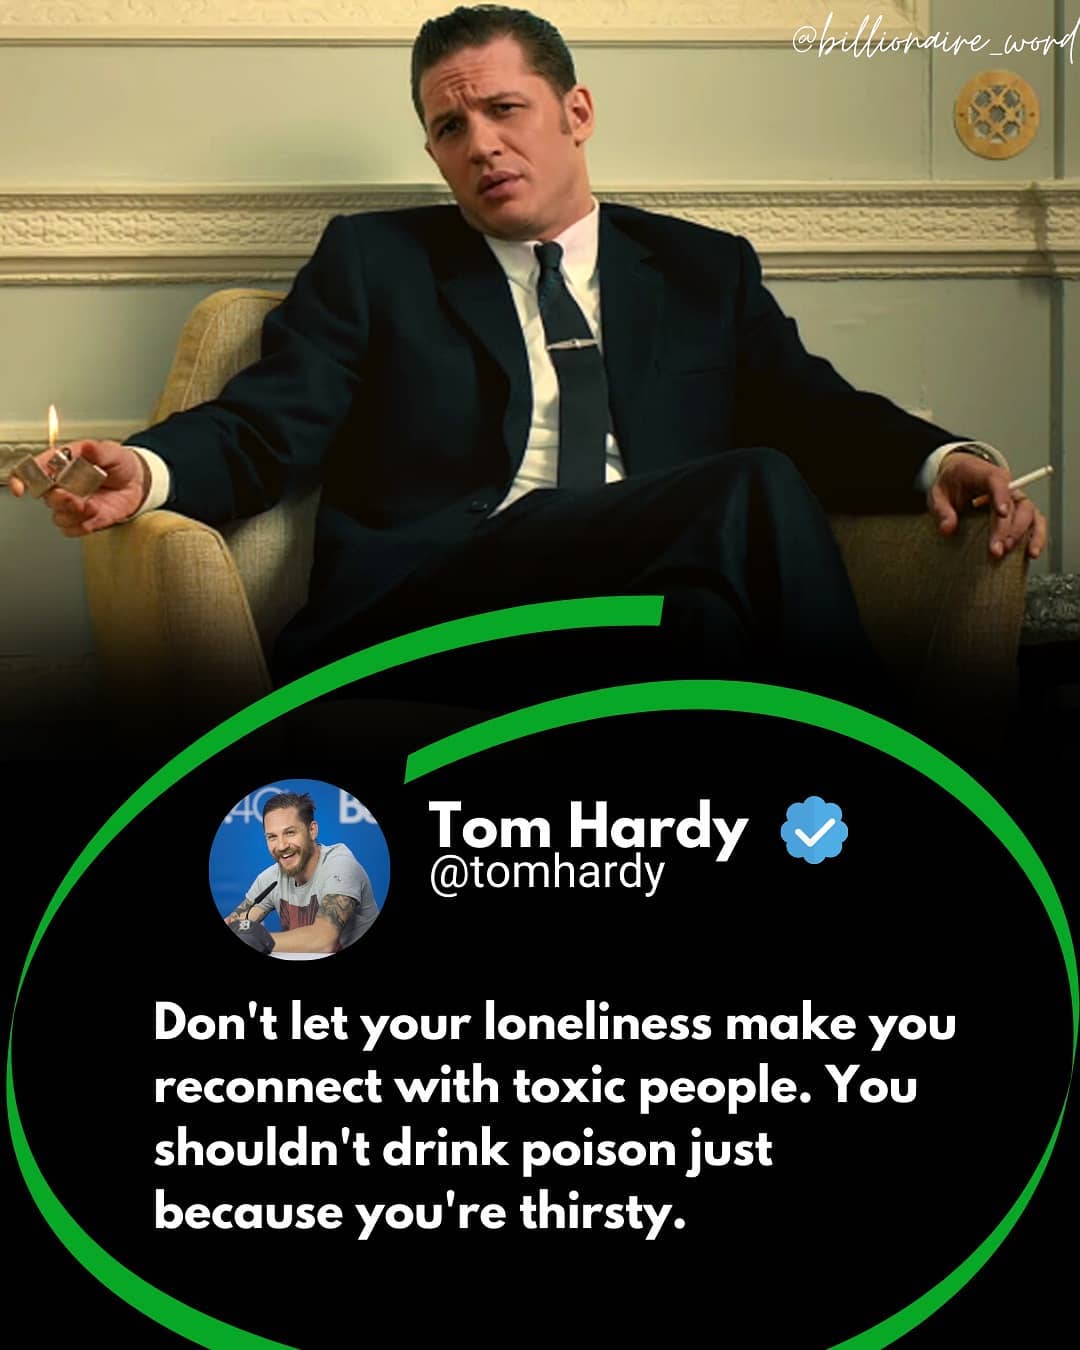 @billionaire_word
Tom Hardy
@tomhardy
Don't let your loneliness make you
reconnect with toxic people. You
shouldn't drink poison just
because you're thirsty.